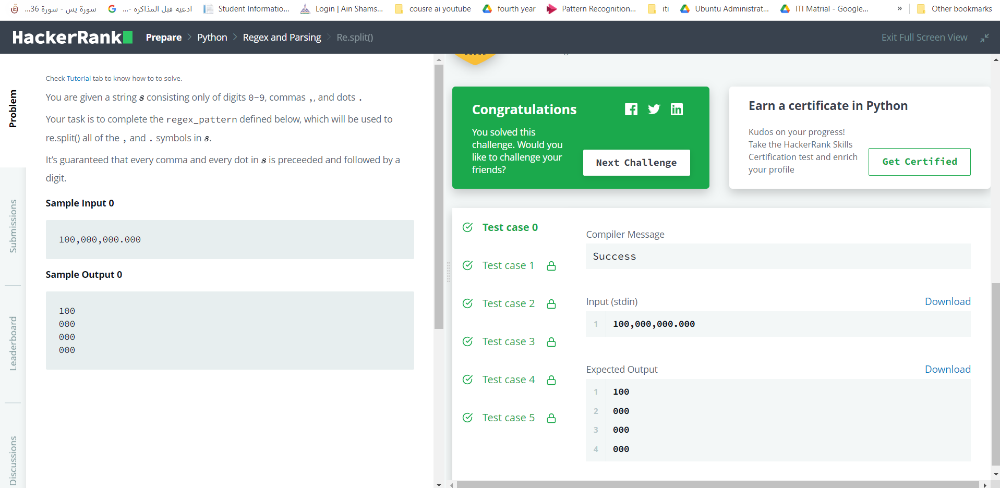 ...سورة يس - سورة 36
ادعيه قبل المذاكره -...
Student Informatio...
Login | Ain Shams...
cousre ai youtube
fourth year
Pattern Recognition...
iti
Ubuntu Administrat...
ITI Matrial - Google...
»
Other bookmarks
HackerRank
Prepare > Python > Regex and Parsing > Re.split()
Exit Full Screen View
Problem
Submissions
Leaderboard
Discussions
Check Tutorial tab to know how to to solve.
You are given a string s consisting only of digits 0-9, commas ,, and dots .
Your task is to complete the regex_pattern defined below, which will be used to
re.split() all of the , and . symbols in s.
It’s guaranteed that every comma and every dot in s is preceeded and followed by a
digit.
Sample Input 0
100,000,000.000
Sample Output 0
100
000
000
000
Congratulations
You solved this
challenge. Would you
like to challenge your
friends?
Next Challenge
Earn a certificate in Python
Kudos on your progress!
Take the HackerRank Skills
Certification test and enrich
your profile
Get Certified
Test case 0
Test case 1
Test case 2
Test case 3
Test case 4
Test case 5
Compiler Message
Success
Input (stdin)
Download
1 100,000,000.000
Expected Output
Download
1 100
2 000
3 000
4 000